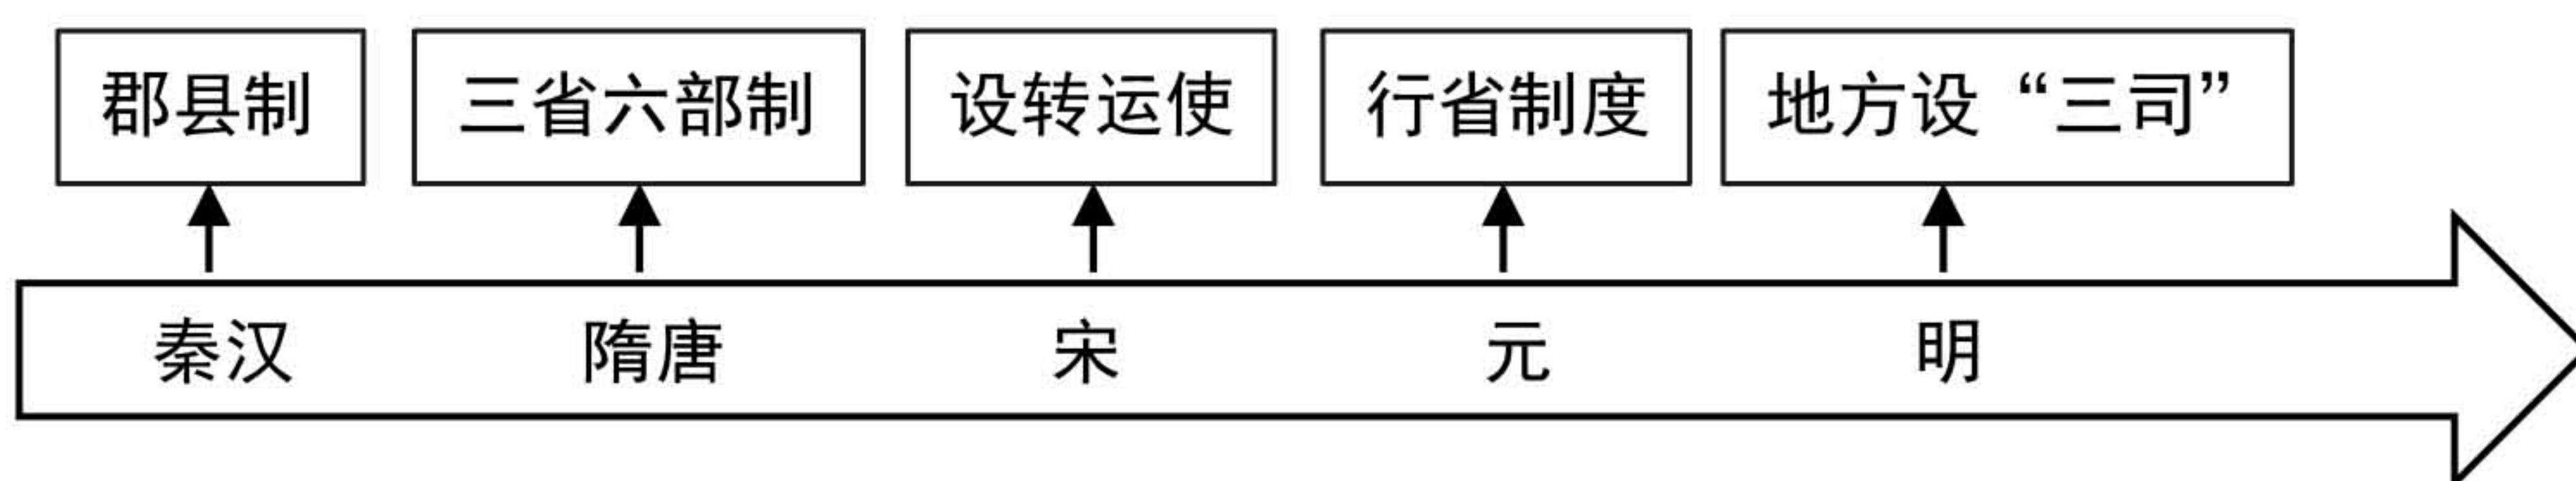 郡县制 三省六部制 设转运使 行省制度 地方设“三司”
秦汉 隋唐 宋 元 明